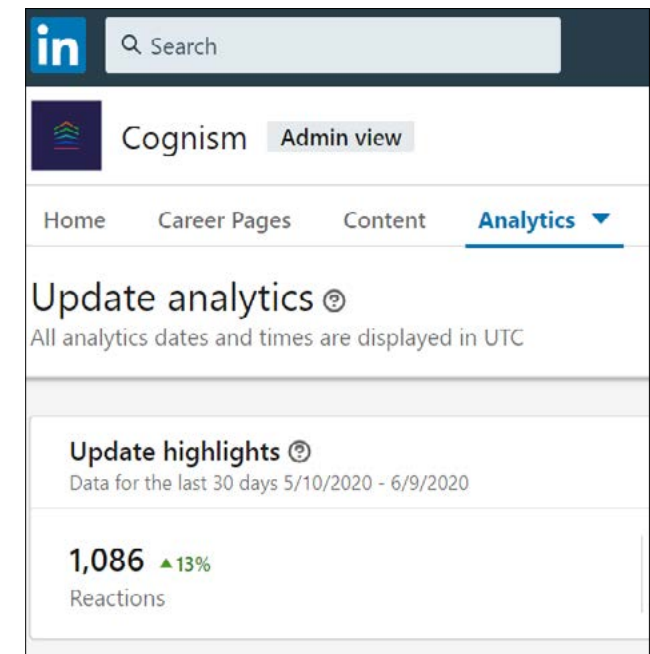 in Search
Cognism Admin view
Home Career Pages Content Analytics
Update analytics
All analytics dates and times are displayed in UTC
Update highlights
Data for the last 30 days 5/10/2020 - 6/9/2020
1,086 ▲13%
Reactions